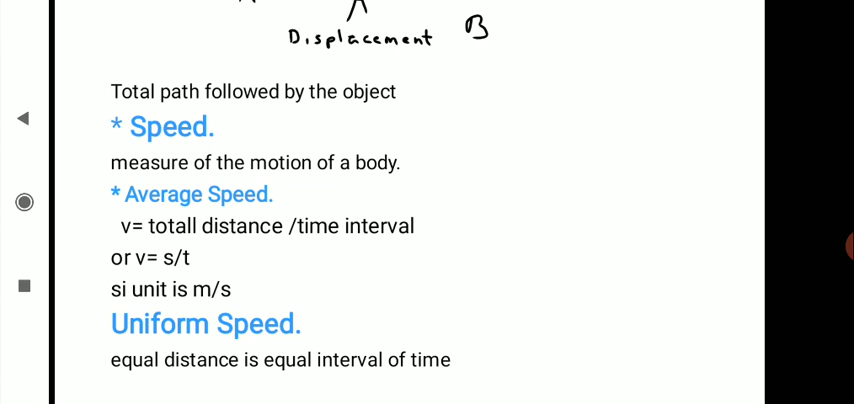 Displacement B
Total path followed by the object
* Speed.
measure of the motion of a body.
* Average Speed.
v= totall distance /time interval
or v= s/t
si unit is m/s
Uniform Speed.
equal distance is equal interval of time